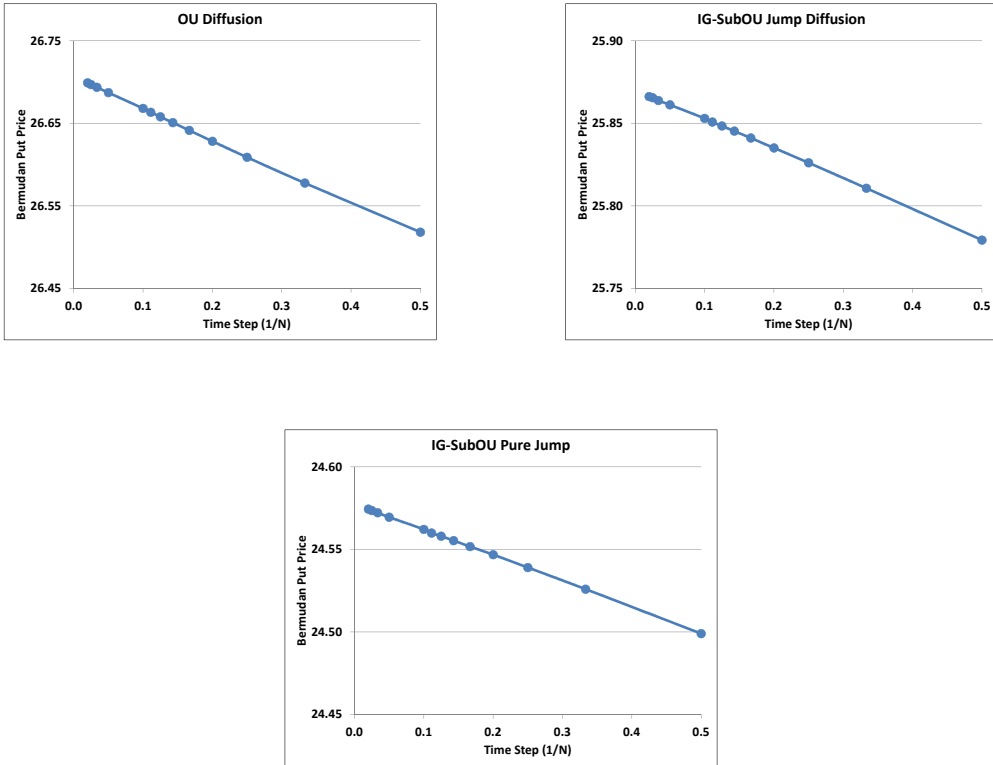 OU Diffusion
26.75
26.65
26.55
26.45
Bermudan Put Price
0.0 0.1 0.2 0.3 0.4 0.5
Time Step (1/N)
IG-SubOU Jump Diffusion
25.90
25.85
25.80
25.75
Bermudan Put Price
0.0 0.1 0.2 0.3 0.4 0.5
Time Step (1/N)
IG-SubOU Pure Jump
24.60
24.55
24.50
24.45
Bermudan Put Price
0.0 0.1 0.2 0.3 0.4 0.5
Time Step (1/N)